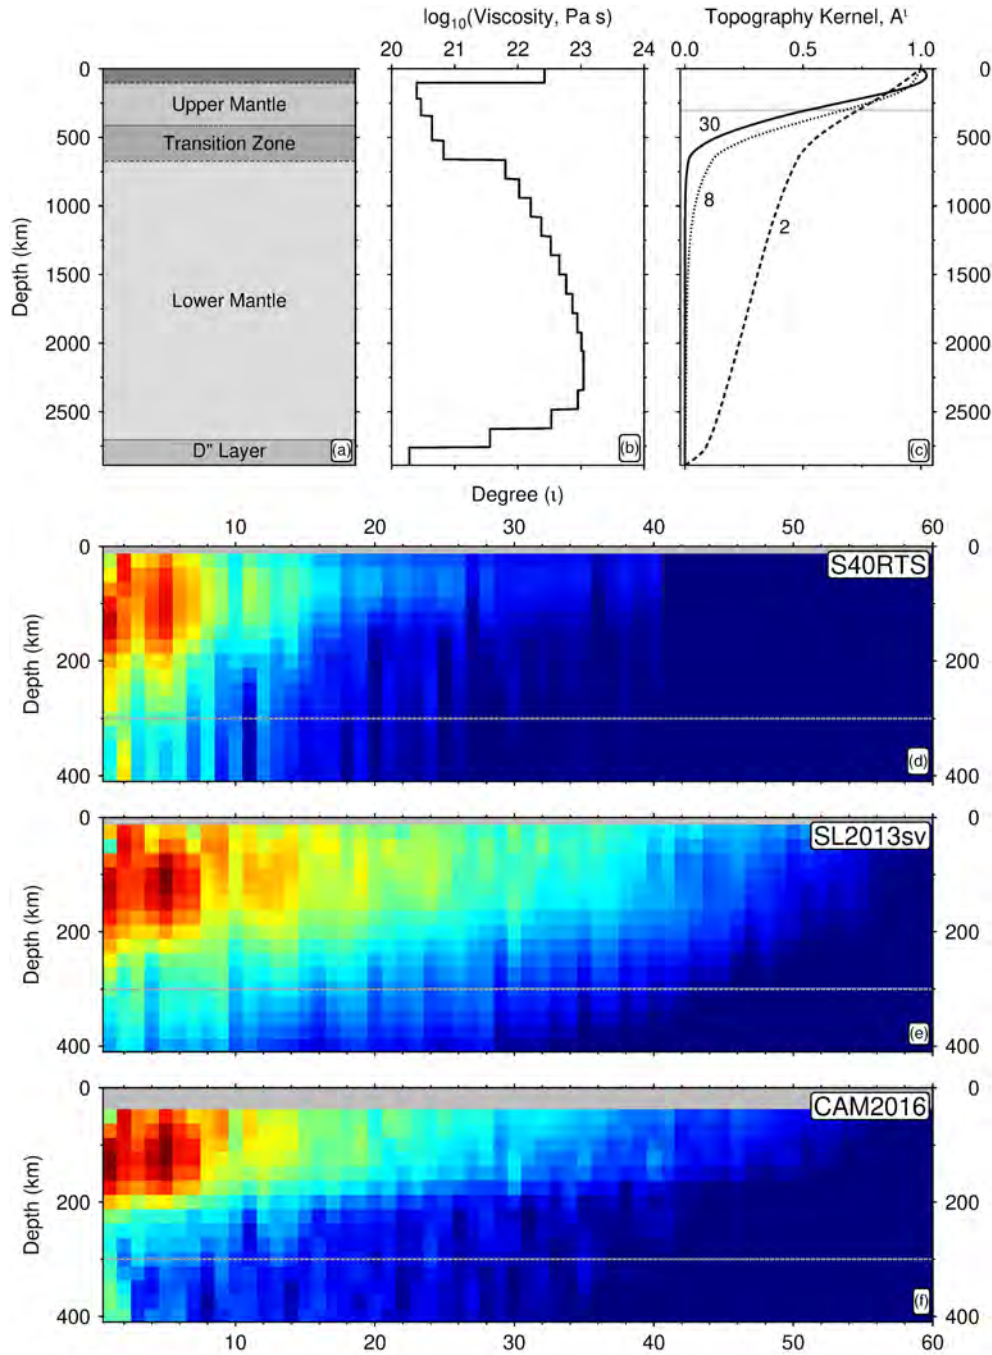 log10(Viscosity, Pa s)
Topography Kernel, Aˡ
20 21 22 23 24
0.0 0.5 1.0
0
500
1000
1500
2000
2500
Depth (km)
Upper Mantle
Transition Zone
Lower Mantle
D" Layer
(a)
(b)
30
8
2
(c)
0
500
1000
1500
2000
2500
Degree (ι)
10 20 30 40 50 60
0
200
400
Depth (km)
S40RTS
(d)
0
200
400
0
200
400
Depth (km)
SL2013sv
(e)
0
200
400
0
200
400
Depth (km)
CAM2016
(f)
0
200
400
10 20 30 40 50 60